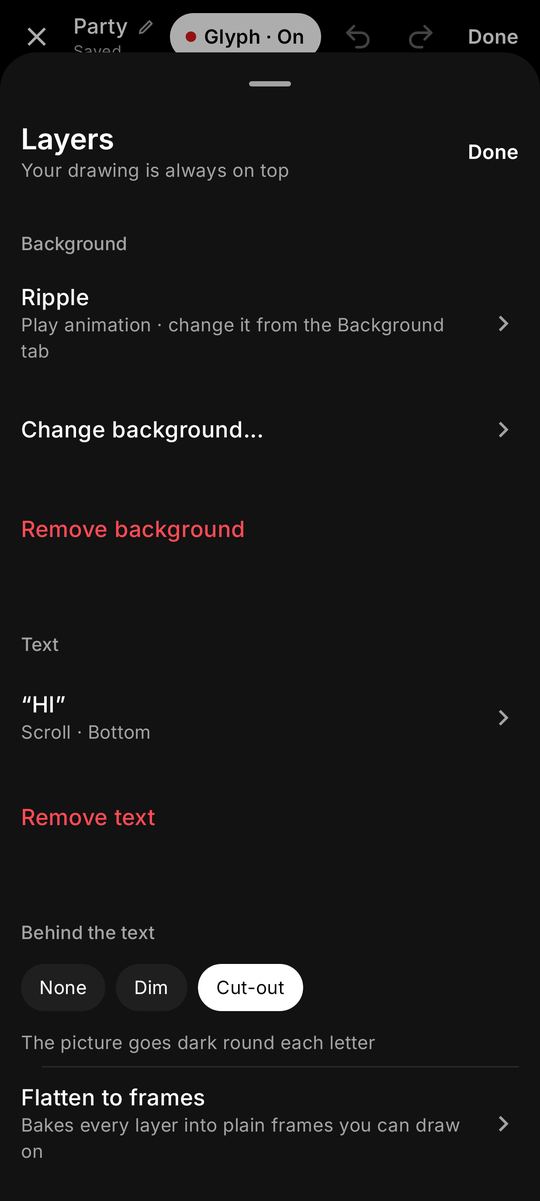 Party
Glyph · On
Done
Saved
Layers
Your drawing is always on top
Done
Background
Ripple
Play animation · change it from the Background
tab
Change background...
Remove background
Text
“HI”
Scroll · Bottom
Remove text
Behind the text
None
Dim
Cut-out
The picture goes dark round each letter
Flatten to frames
Bakes every layer into plain frames you can draw
on